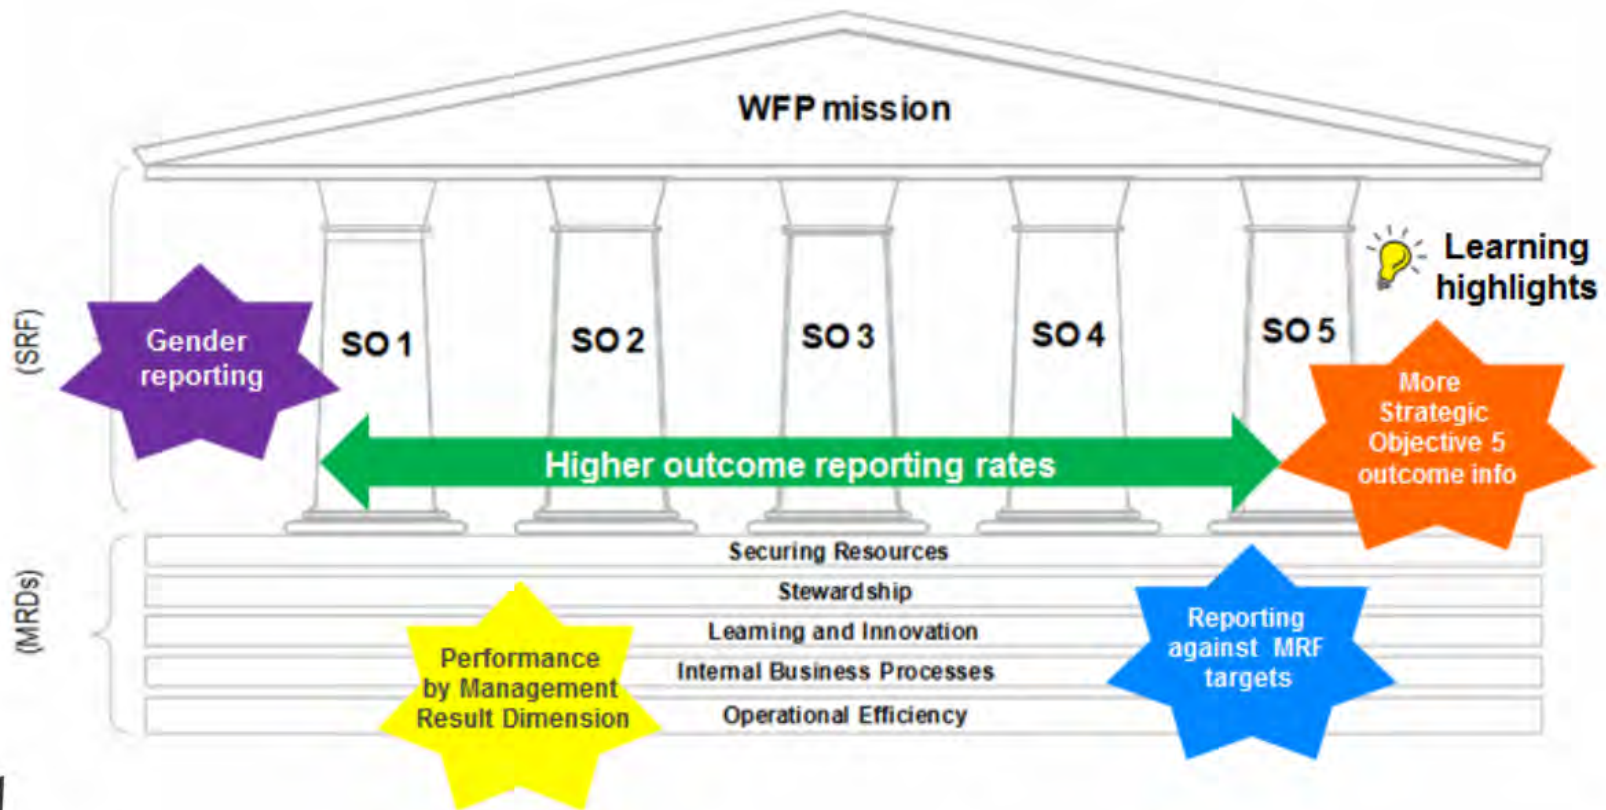 WFP mission
Learning
highlights
(SRF)
Gender
reporting
SO 1
SO 2
SO 3
SO 4
SO 5
More
Strategic
Objective 5
outcome info
Higher outcome reporting rates
(MRDs)
Securing Resources
Stewardship
Learning and Innovation
Internal Business Processes
Operational Efficiency
Performance
by Management
Result Dimension
Reporting
against MRF
targets